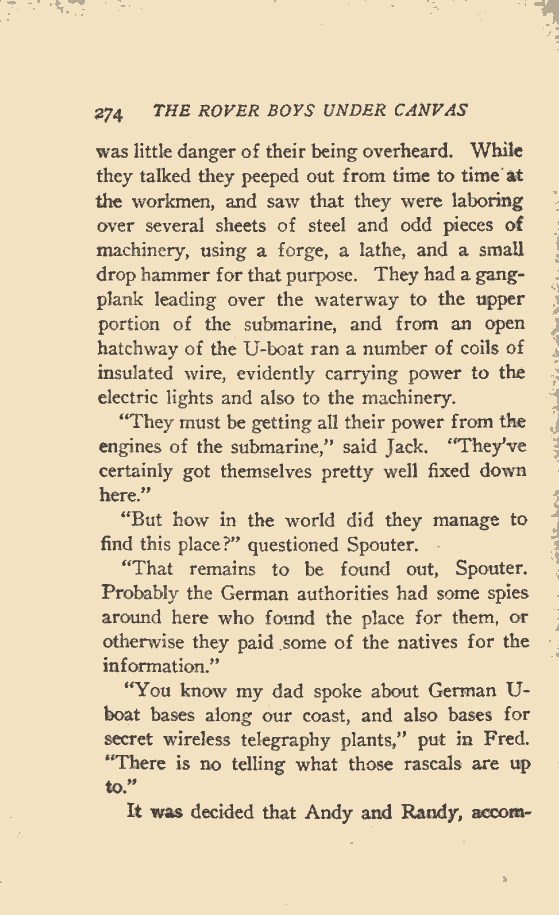 274 THE ROVER BOYS UNDER CANVAS
was little danger of their being overheard. While
they talked they peeped out from time to time at
the workmen, and saw that they were laboring
over several sheets of steel and odd pieces of
machinery, using a forge, a lathe, and a small
drop hammer for that purpose. They had a gang-
plank leading over the waterway to the upper
portion of the submarine, and from an open
hatchway of the U-boat ran a number of coils of
insulated wire, evidently carrying power to the
electric lights and also to the machinery.
“They must be getting all their power from the
engines of the submarine,” said Jack. “They’ve
certainly got themselves pretty well fixed down
here.”
“But how in the world did they manage to
find this place?” questioned Spouter.
“That remains to be found out, Spouter.
Probably the German authorities had some spies
around here who found the place for them, or
otherwise they paid some of the natives for the
information.”
“You know my dad spoke about German U-
boat bases along our coast, and also bases for
secret wireless telegraphy plants,” put in Fred.
“There is no telling what those rascals are up
to.”
It was decided that Andy and Randy, accom-